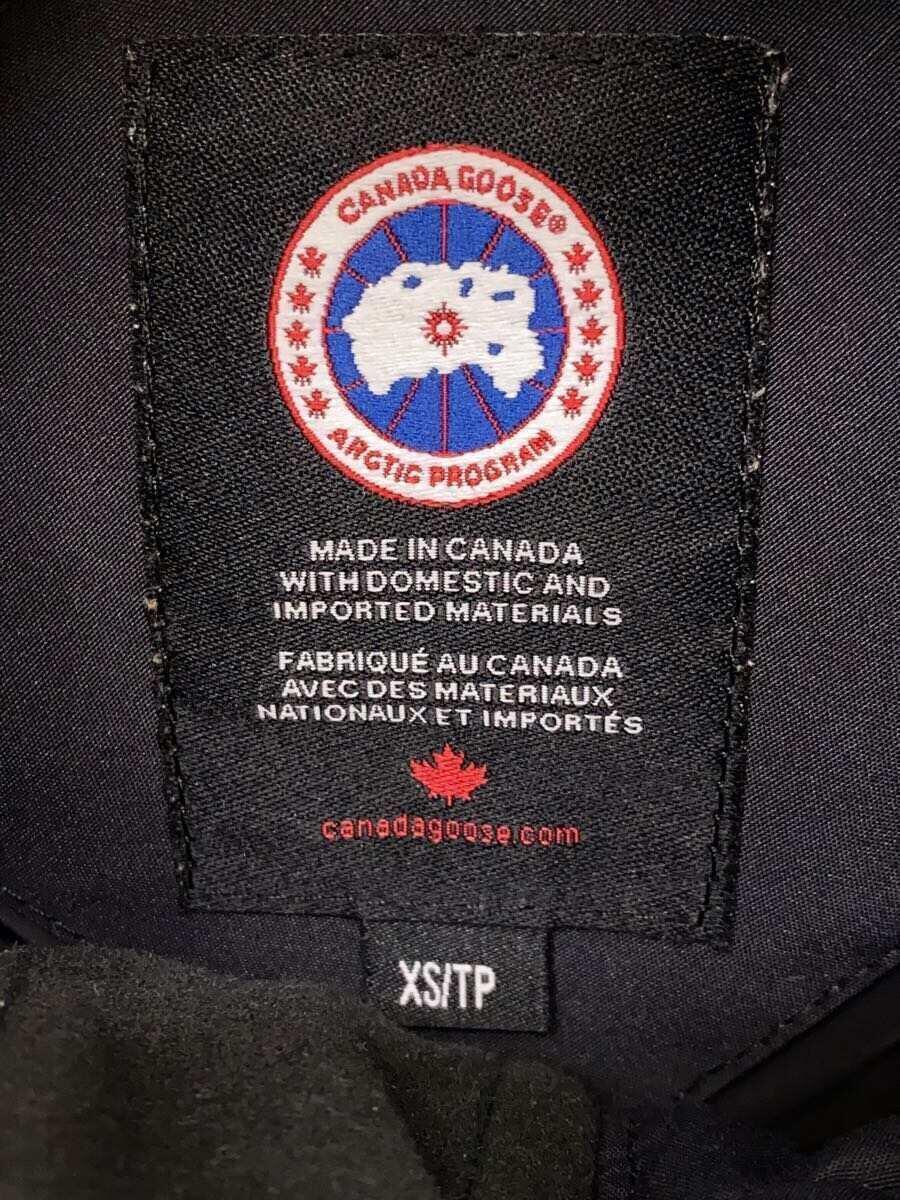 CANADA GOOSE®
ARCTIC PROGRAM
MADE IN CANADA
WITH DOMESTIC AND
IMPORTED MATERIALS
FABRIQUÉ AU CANADA
AVEC DES MATERIAUX
NATIONAUX ET IMPORTÉS
canadagoose.com
XS/TP